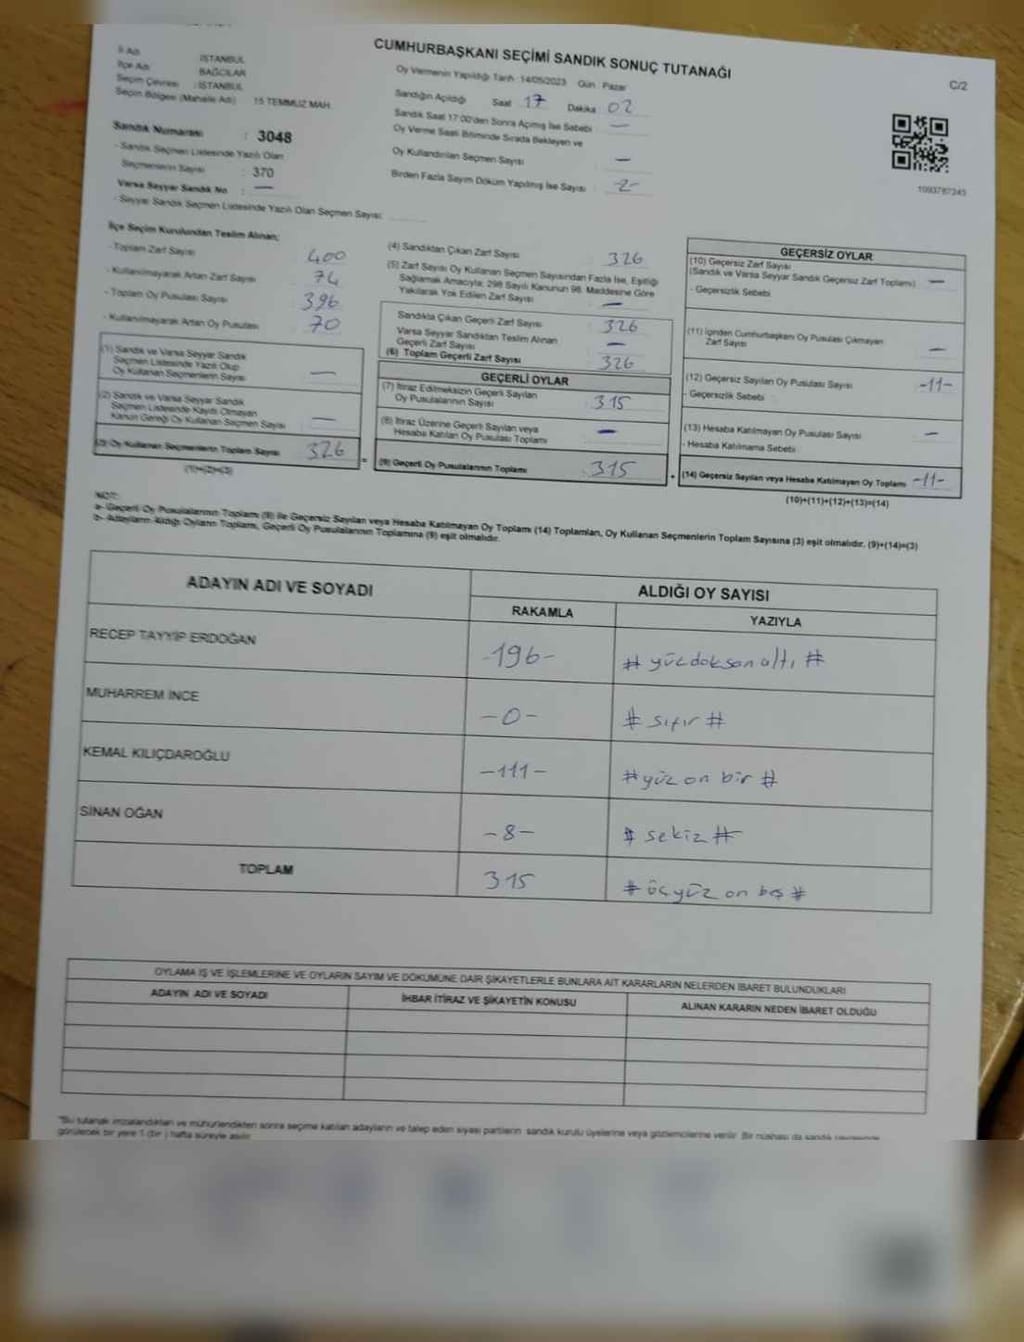 CUMHURBAŞKANI SEÇİMİ SANDIK SONUÇ TUTANAĞI
C/2
İl Adı : İSTANBUL
İlçe Adı : BAĞCILAR
Seçim Çevresi : İSTANBUL
Seçim Bölgesi (Mahalle Adı) : 15 TEMMUZ MAH.
Sandık Numarası : 3048
- Sandık Seçmen Listesinde Yazılı Olan
Seçmenlerin Sayısı : 370
Varsa Seyyar Sandık No : —
- Seyyar Sandık Seçmen Listesinde Yazılı Olan Seçmen Sayısı:
Oy Vermenin Yapıldığı Tarih :14/05/2023 Gün : Pazar
Sandığın Açıldığı Saat 17 Dakika 02
Sandık Saat 17:00'den Sonra Açılmış İse Sebebi : —
Oy Verme Saati Bitiminde Sırada Bekleyen ve
Oy Kullandırılan Seçmen Sayısı : —
Birden Fazla Sayım Döküm Yapılmış İse Sayısı : -2-
1093787345
İlçe Seçim Kurulundan Teslim Alınan;
- Toplam Zarf Sayısı : 400
- Kullanılmayarak Artan Zarf Sayısı : 74
- Toplam Oy Pusulası Sayısı : 396
- Kullanılmayarak Artan Oy Pusulası : 70
(1) Sandık ve Varsa Seyyar Sandık
Seçmen Listesinde Yazılı Olup
Oy Kullanan Seçmenlerin Sayısı : —
(2) Sandık ve Varsa Seyyar Sandık
Seçmen Listesinde Kaydı Olmayan
Kanun Gereği Oy Kullanan Seçmen Sayısı : —
(3) Oy Kullanan Seçmenlerin Toplam Sayısı : 326
(1)+(2)=(3)
(4) Sandıktan Çıkan Zarf Sayısı : 326
(5) Zarf Sayısı Oy Kullanan Seçmen Sayısından Fazla İse, Eşitliği
Sağlamak Amacıyla; 298 Sayılı Kanunun 98. Maddesine Göre
Yakılarak Yok Edilen Zarf Sayısı : —
Sandıkta Çıkan Geçerli Zarf Sayısı : 326
Varsa Seyyar Sandıktan Teslim Alınan
Geçerli Zarf Sayısı : —
(6) Toplam Geçerli Zarf Sayısı : 326
GEÇERLİ OYLAR
(7) İtiraz Edilmeksizin Geçerli Sayılan
Oy Pusulalarının Sayısı : 315
(8) İtiraz Üzerine Geçerli Sayılan veya
Hesaba Katılan Oy Pusulası Toplamı : —
(9) Geçerli Oy Pusulalarının Toplamı : 315
GEÇERSİZ OYLAR
(10) Geçersiz Zarf Sayısı
(Sandık ve Varsa Seyyar Sandık Geçersiz Zarf Toplamı) : —
- Geçersizlik Sebebi
(11) İçinden Cumhurbaşkanı Oy Pusulası Çıkmayan
Zarf Sayısı : —
(12) Geçersiz Sayılan Oy Pusulası Sayısı : -11-
- Geçersizlik Sebebi
(13) Hesaba Katılmayan Oy Pusulası Sayısı : —
- Hesaba Katılmama Sebebi
(14) Geçersiz Sayılan veya Hesaba Katılmayan Oy Toplamı : -11-
(10)+(11)+(12)+(13)=(14)
NOT:
a- Geçerli Oy Pusulalarının Toplamı (9) ile Geçersiz Sayılan veya Hesaba Katılmayan Oy Toplamı (14) Toplamları, Oy Kullanan Seçmenlerin Toplam Sayısına (3) eşit olmalıdır. (9)+(14)=(3)
b- Adayların Aldığı Oyların Toplamı, Geçerli Oy Pusulalarının Toplamına (9) eşit olmalıdır.
ADAYIN ADI VE SOYADI
ALDIĞI OY SAYISI
RAKAMLA YAZIYLA
RECEP TAYYİP ERDOĞAN -196- # yüzdoksanaltı #
MUHARREM İNCE -0- # sıfır #
KEMAL KILIÇDAROĞLU -111- # yüz on bir #
SİNAN OĞAN -8- # sekiz #
TOPLAM 315 # üçyüz on beş #
OYLAMA İŞ VE İŞLEMLERİNE VE OYLARIN SAYIM VE DÖKÜMÜNE DAİR ŞİKAYETLERLE BUNLARA AİT KARARLARIN NELERDEN İBARET BULUNDUKLARI
ADAYIN ADI VE SOYADI İHBAR İTİRAZ VE ŞİKAYETİN KONUSU ALINAN KARARIN NEDEN İBARET OLDUĞU
"Bu tutanak imzalandıktan ve mühürlendikten sonra seçime katılan adayların ve talep eden siyasi partilerin sandık kurulu üyelerine veya gözlemcilerine verilir. Bir nüshası da sandık
görülecek bir yere 1 (bir) hafta süreyle asılır.